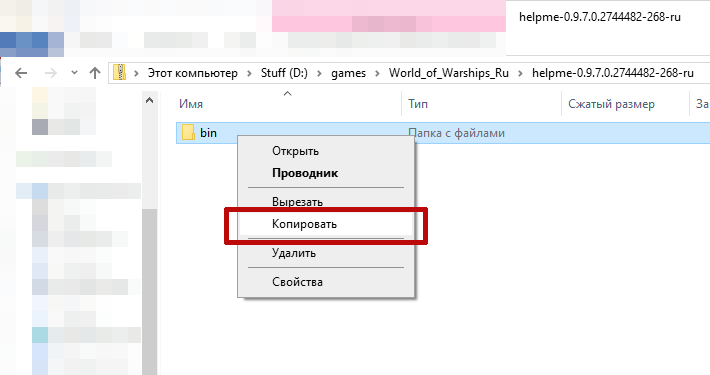 helpme-0.9.7.0.2744482-268-ru
Этот компьютер > Stuff (D:) > games > World_of_Warships_Ru > helpme-0.9.7.0.2744482-268-ru
Имя Тип Сжатый размер За
bin Папка с файлами
Открыть
Проводник
Вырезать
Копировать
Удалить
Свойства